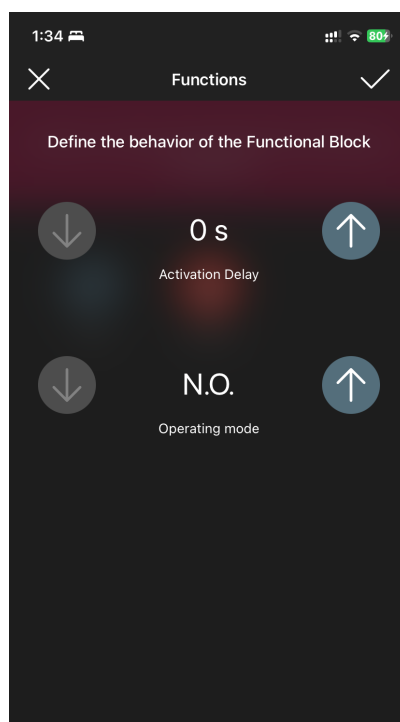 1:34
80
Functions
Define the behavior of the Functional Block
0 s
Activation Delay
N.O.
Operating mode